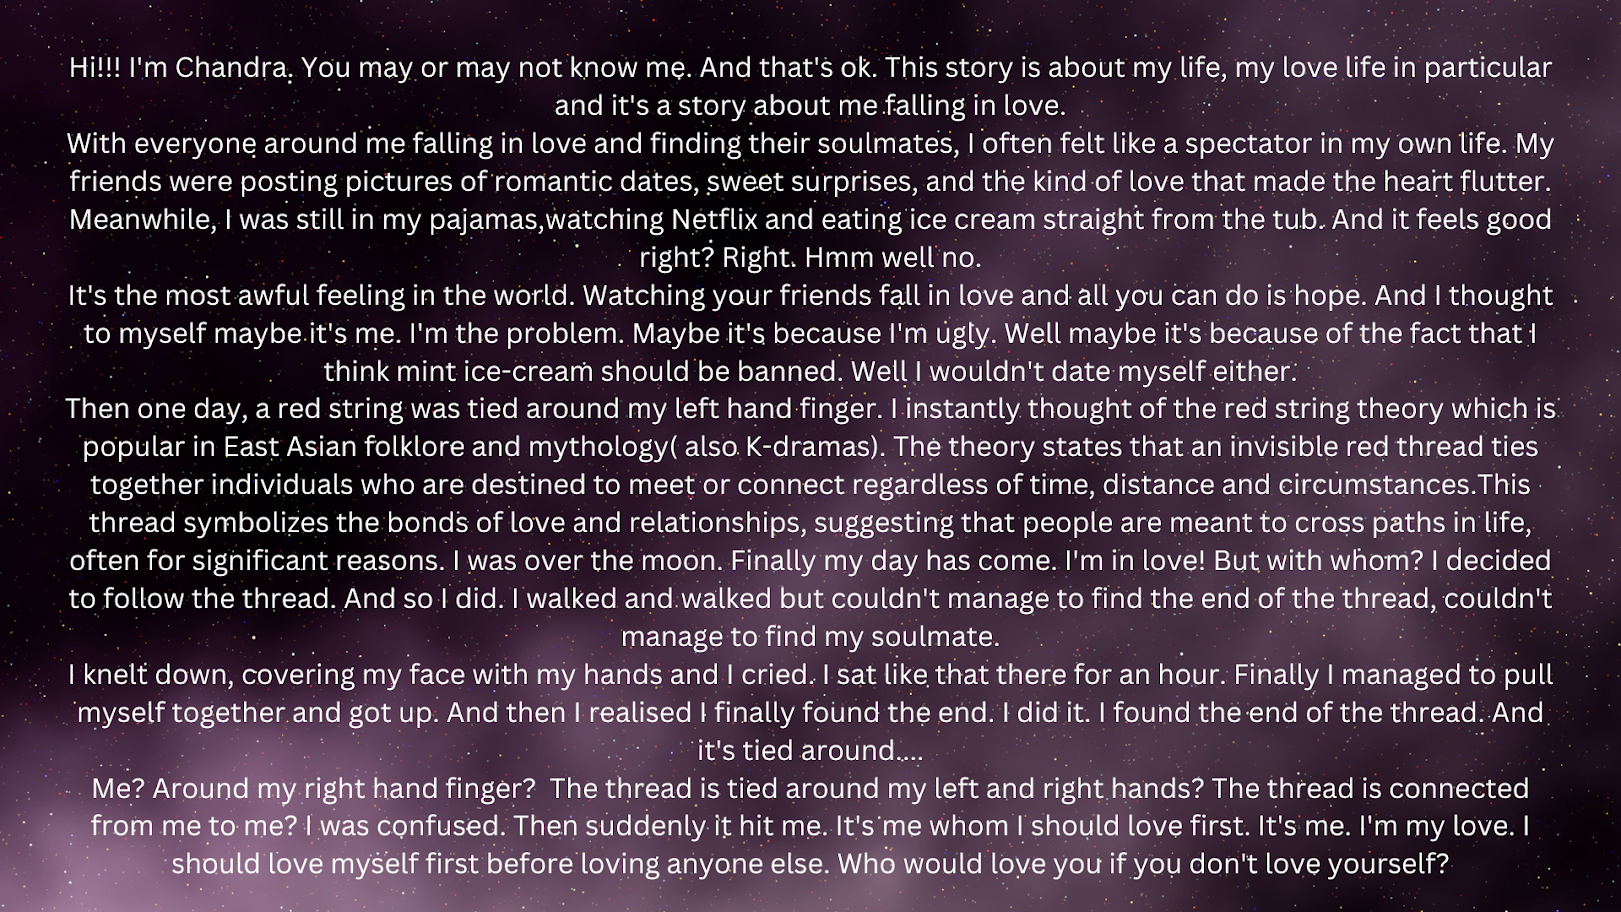 Hi!!! I'm Chandra. You may or may not know me. And that's ok. This story is about my life, my love life in particular
and it's a story about me falling in love.
With everyone around me falling in love and finding their soulmates, I often felt like a spectator in my own life. My
friends were posting pictures of romantic dates, sweet surprises, and the kind of love that made the heart flutter.
Meanwhile, I was still in my pajamas,watching Netflix and eating ice cream straight from the tub. And it feels good
right? Right. Hmm well no.
It's the most awful feeling in the world. Watching your friends fall in love and all you can do is hope. And I thought
to myself maybe it's me. I'm the problem. Maybe it's because I'm ugly. Well maybe it's because of the fact that I
think mint ice-cream should be banned. Well I wouldn't date myself either.
Then one day, a red string was tied around my left hand finger. I instantly thought of the red string theory which is
popular in East Asian folklore and mythology( also K-dramas). The theory states that an invisible red thread ties
together individuals who are destined to meet or connect regardless of time, distance and circumstances.This
thread symbolizes the bonds of love and relationships, suggesting that people are meant to cross paths in life,
often for significant reasons. I was over the moon. Finally my day has come. I'm in love! But with whom? I decided
to follow the thread. And so I did. I walked and walked but couldn't manage to find the end of the thread, couldn't
manage to find my soulmate.
I knelt down, covering my face with my hands and I cried. I sat like that there for an hour. Finally I managed to pull
myself together and got up. And then I realised I finally found the end. I did it. I found the end of the thread. And
it's tied around....
Me? Around my right hand finger?  The thread is tied around my left and right hands? The thread is connected
from me to me? I was confused. Then suddenly it hit me. It's me whom I should love first. It's me. I'm my love. I
should love myself first before loving anyone else. Who would love you if you don't love yourself?